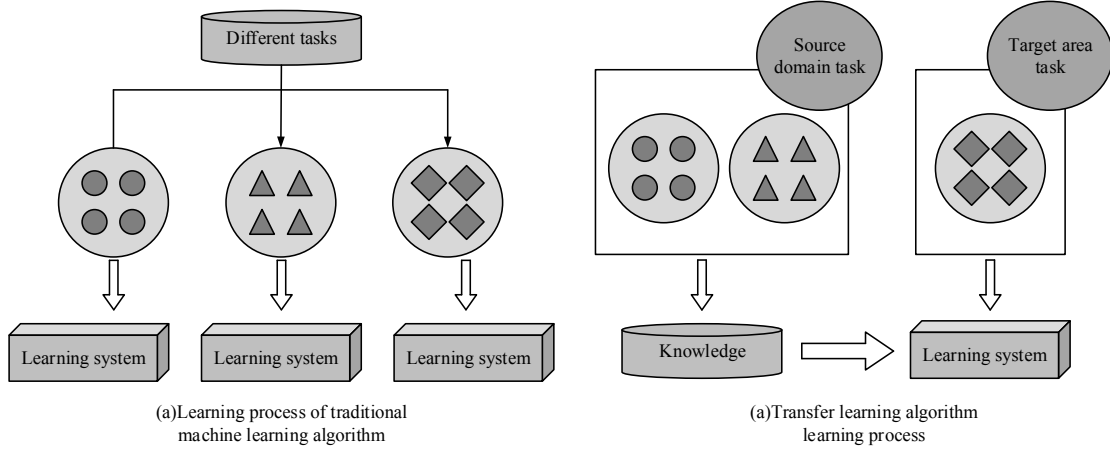 Different tasks
Learning system
Learning system
Learning system
(a)Learning process of traditional
machine learning algorithm
Source
domain task
Target area
task
Knowledge
Learning system
(a)Transfer learning algorithm
learning process